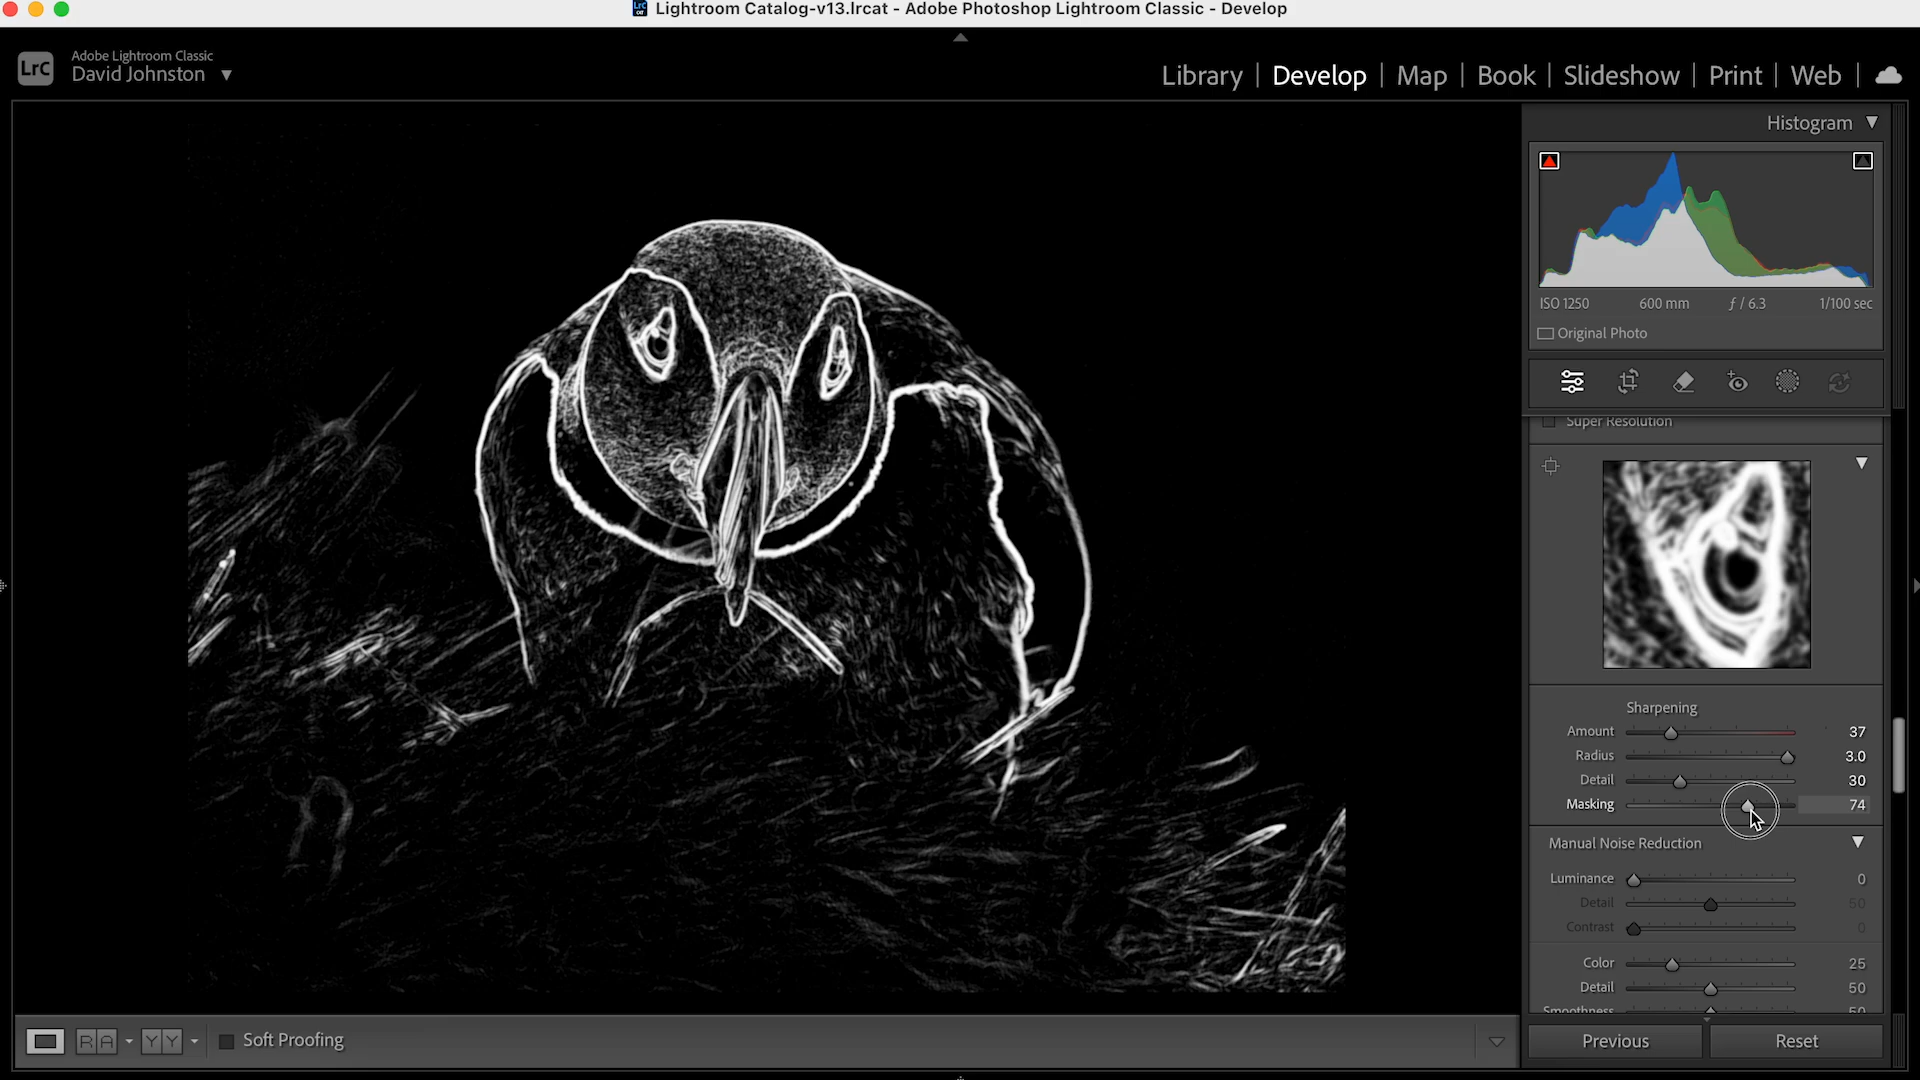 Lightroom Catalog-v13.lrcat - Adobe Photoshop Lightroom Classic - Develop
LrC
Adobe Lightroom Classic
David Johnston
Library | Develop | Map | Book | Slideshow | Print | Web |
Histogram
ISO 1250 600 mm ƒ / 6.3 1/100 sec
Original Photo
Super Resolution
Sharpening
Amount 37
Radius 3.0
Detail 30
Masking 74
Manual Noise Reduction
Luminance 0
Detail 50
Contrast 0
Color 25
Detail 50
Smoothness 50
R A Y Y Soft Proofing
Previous Reset